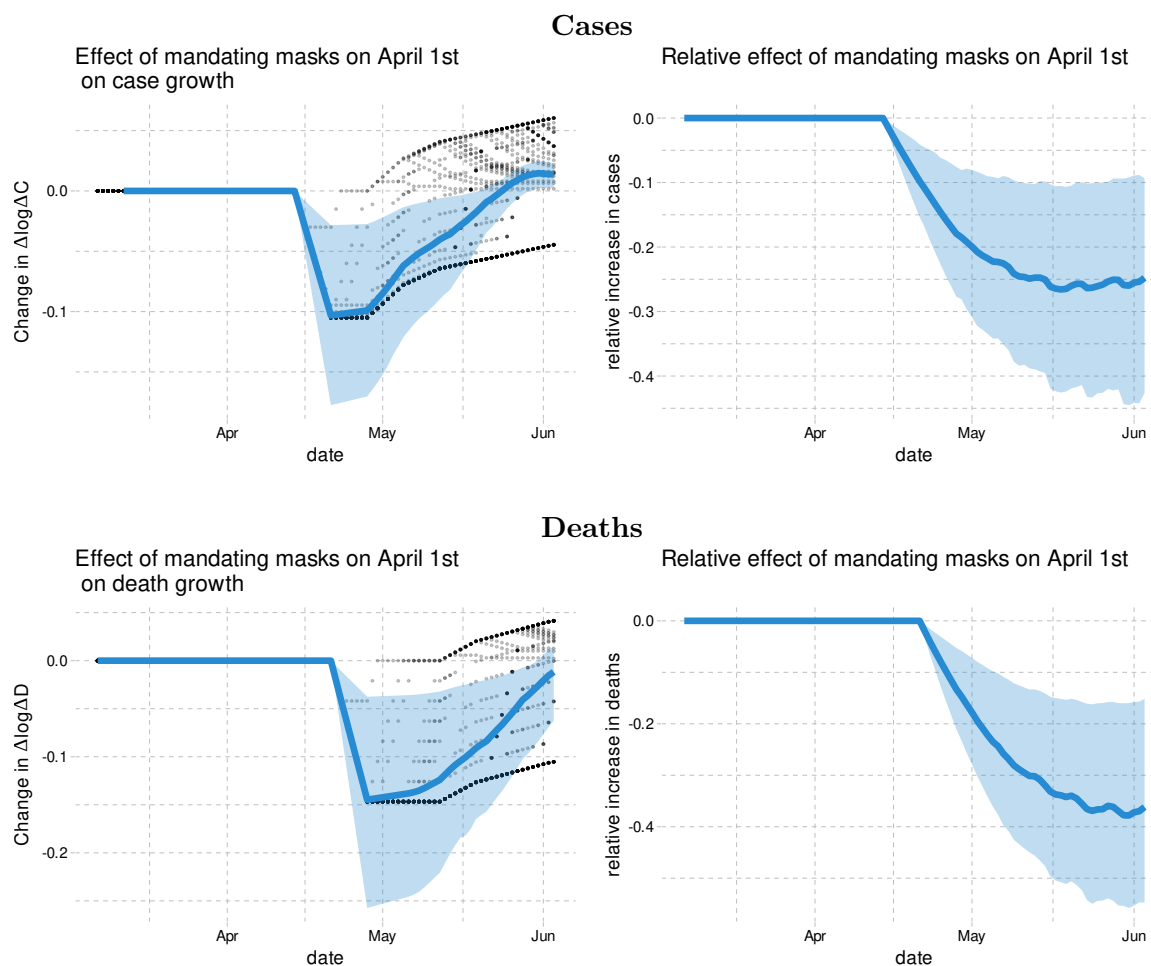 Cases
Effect of mandating masks on April 1st
on case growth
Change in ΔlogΔC
0.0
-0.1
Apr
May
Jun
date
Relative effect of mandating masks on April 1st
relative increase in cases
0.0
-0.1
-0.2
-0.3
-0.4
Apr
May
Jun
date
Deaths
Effect of mandating masks on April 1st
on death growth
Change in ΔlogΔD
0.0
-0.1
-0.2
Apr
May
Jun
date
Relative effect of mandating masks on April 1st
relative increase in deaths
0.0
-0.2
-0.4
Apr
May
Jun
date